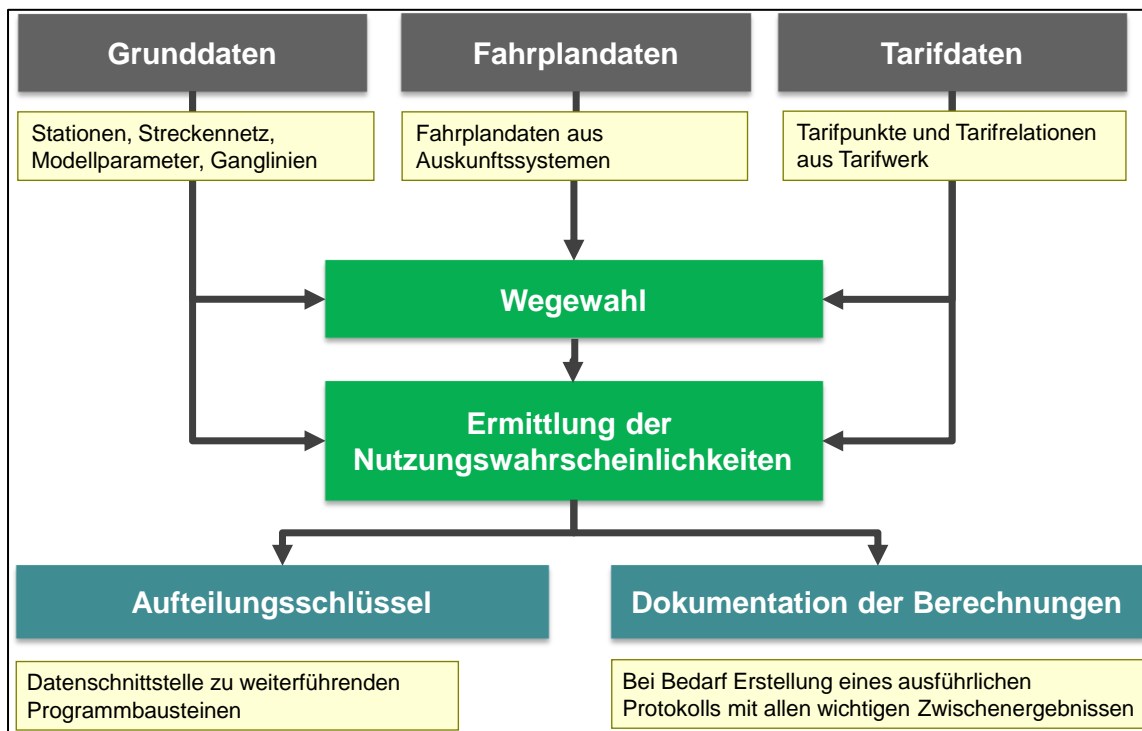 Grunddaten
Fahrplandaten
Tarifdaten
Stationen, Streckennetz,
Modellparameter, Ganglinien
Fahrplandaten aus
Auskunftssystemen
Tarifpunkte und Tarifrelationen
aus Tarifwerk
Wegewahl
Ermittlung der
Nutzungswahrscheinlichkeiten
Aufteilungsschlüssel
Dokumentation der Berechnungen
Datenschnittstelle zu weiterführenden
Programmbausteinen
Bei Bedarf Erstellung eines ausführlichen
Protokolls mit allen wichtigen Zwischenergebnissen